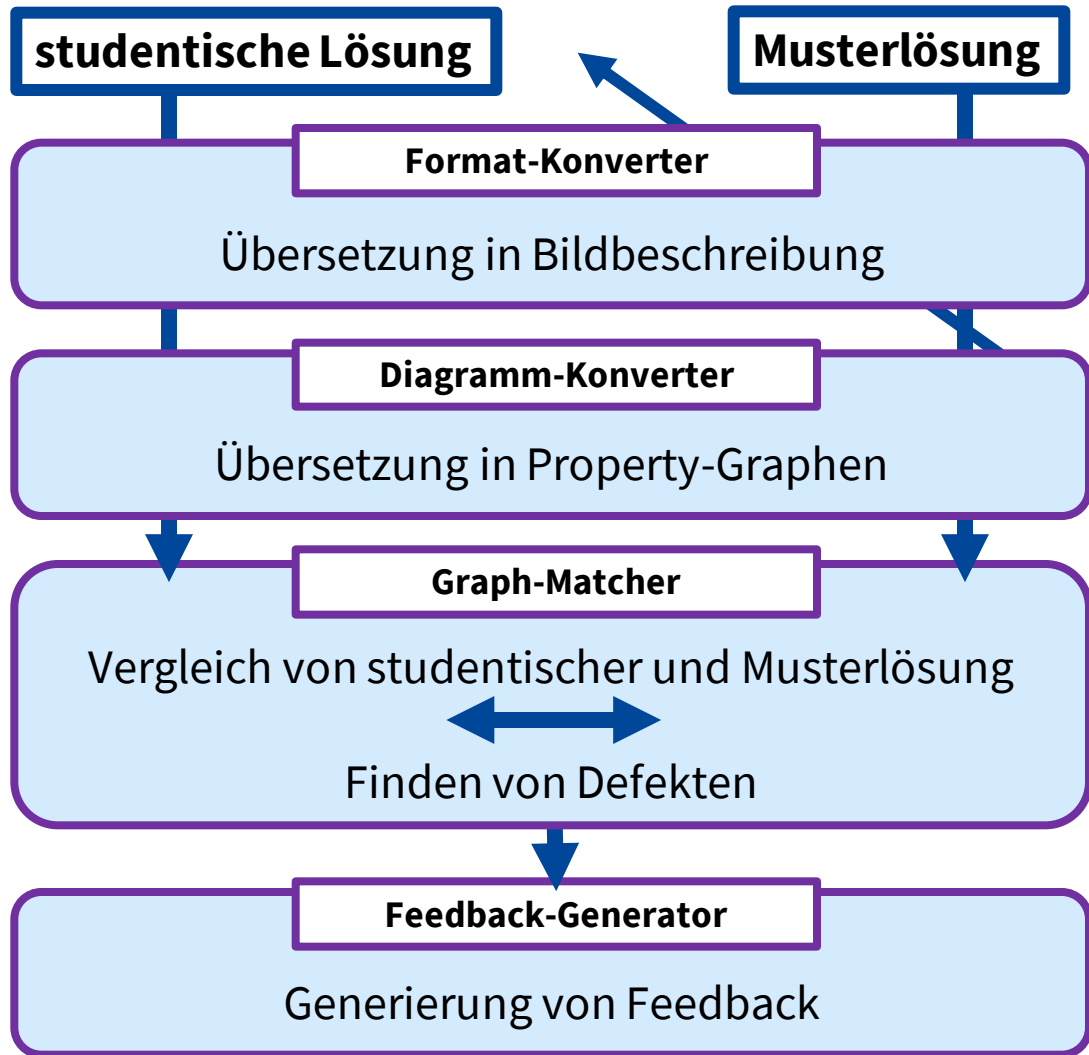 studentische Lösung
Musterlösung
Format-Konverter
Übersetzung in Bildbeschreibung
Diagramm-Konverter
Übersetzung in Property-Graphen
Graph-Matcher
Vergleich von studentischer und Musterlösung
Finden von Defekten
Feedback-Generator
Generierung von Feedback